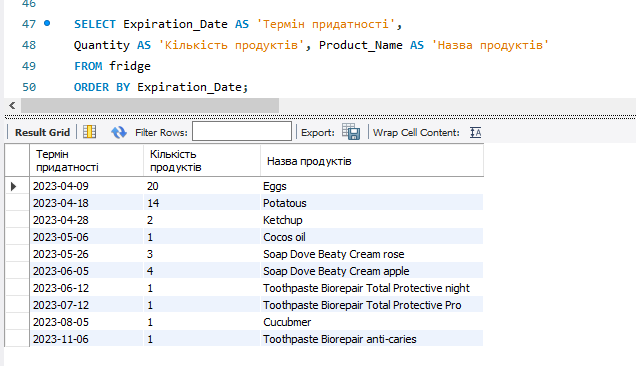 46
47 SELECT Expiration_Date AS 'Термін придатності',
48 Quantity AS 'Кількість продуктів', Product_Name AS 'Назва продуктів'
49 FROM fridge
50 ORDER BY Expiration_Date;
Result Grid Filter Rows: Export: Wrap Cell Content:
Термін придатності Кількість продуктів Назва продуктів
2023-04-09 20 Eggs
2023-04-18 14 Potatous
2023-04-28 2 Ketchup
2023-05-06 1 Cocos oil
2023-05-26 3 Soap Dove Beaty Cream rose
2023-06-05 4 Soap Dove Beaty Cream apple
2023-06-12 1 Toothpaste Biorepair Total Protective night
2023-07-12 1 Toothpaste Biorepair Total Protective Pro
2023-08-05 1 Cucubmer
2023-11-06 1 Toothpaste Biorepair anti-caries